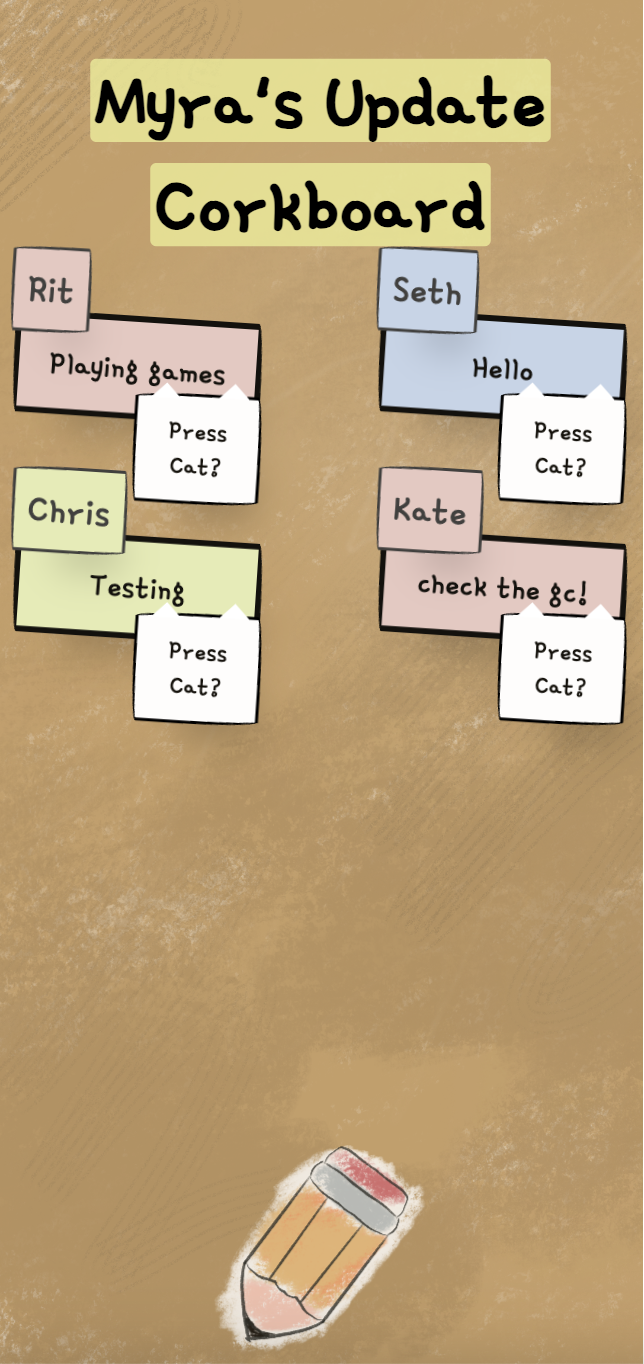 Myra's Update
Corkboard
Rit
Playing games
Press
Cat?
Seth
Hello
Press
Cat?
Chris
Testing
Press
Cat?
Kate
check the gc!
Press
Cat?